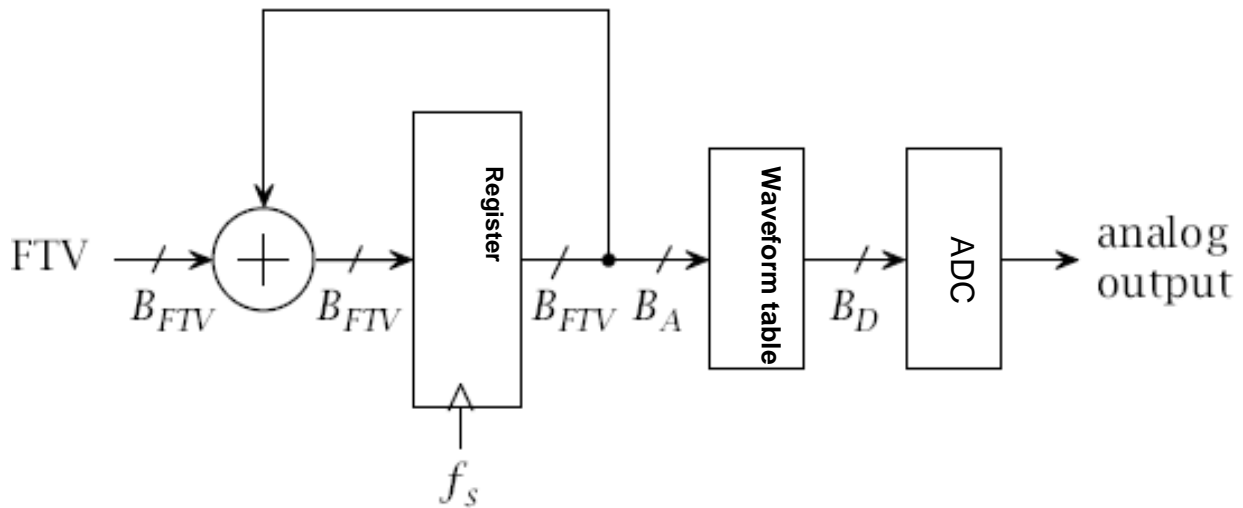 Register
Waveform table
ADC
FTV
analog
output
B_FTV
B_FTV
B_FTV
B_A
B_D
f_s